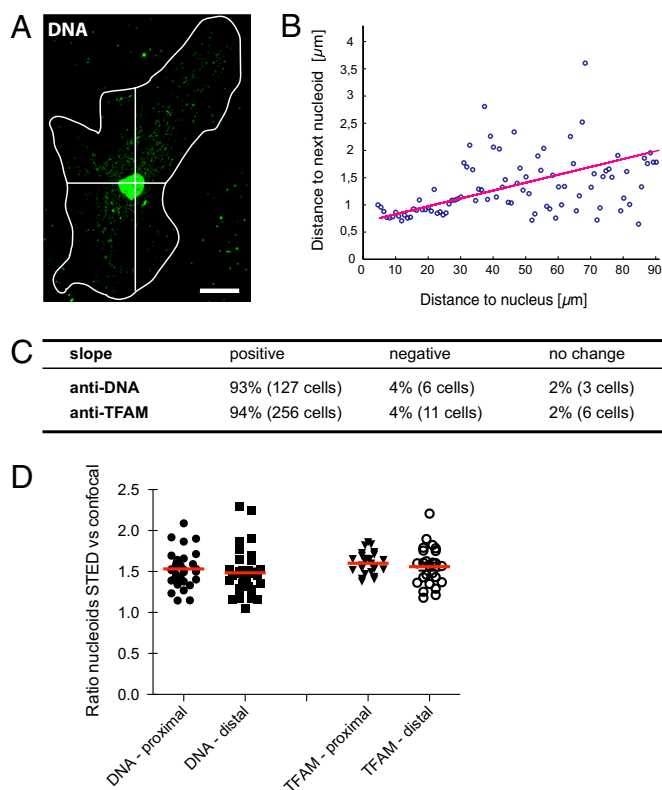 A
DNA
B
Distance to next nucleoid [µm]
4
3,5
3
2,5
2
1,5
1
0,5
0
0 10 20 30 40 50 60 70 80 90
Distance to nucleus [µm]
C
slope positive negative no change
anti-DNA 93% (127 cells) 4% (6 cells) 2% (3 cells)
anti-TFAM 94% (256 cells) 4% (11 cells) 2% (6 cells)
D
Ratio nucleoids STED vs confocal
2.5
2.0
1.5
1.0
0.5
0.0
DNA - proximal
DNA - distal
TFAM - proximal
TFAM - distal